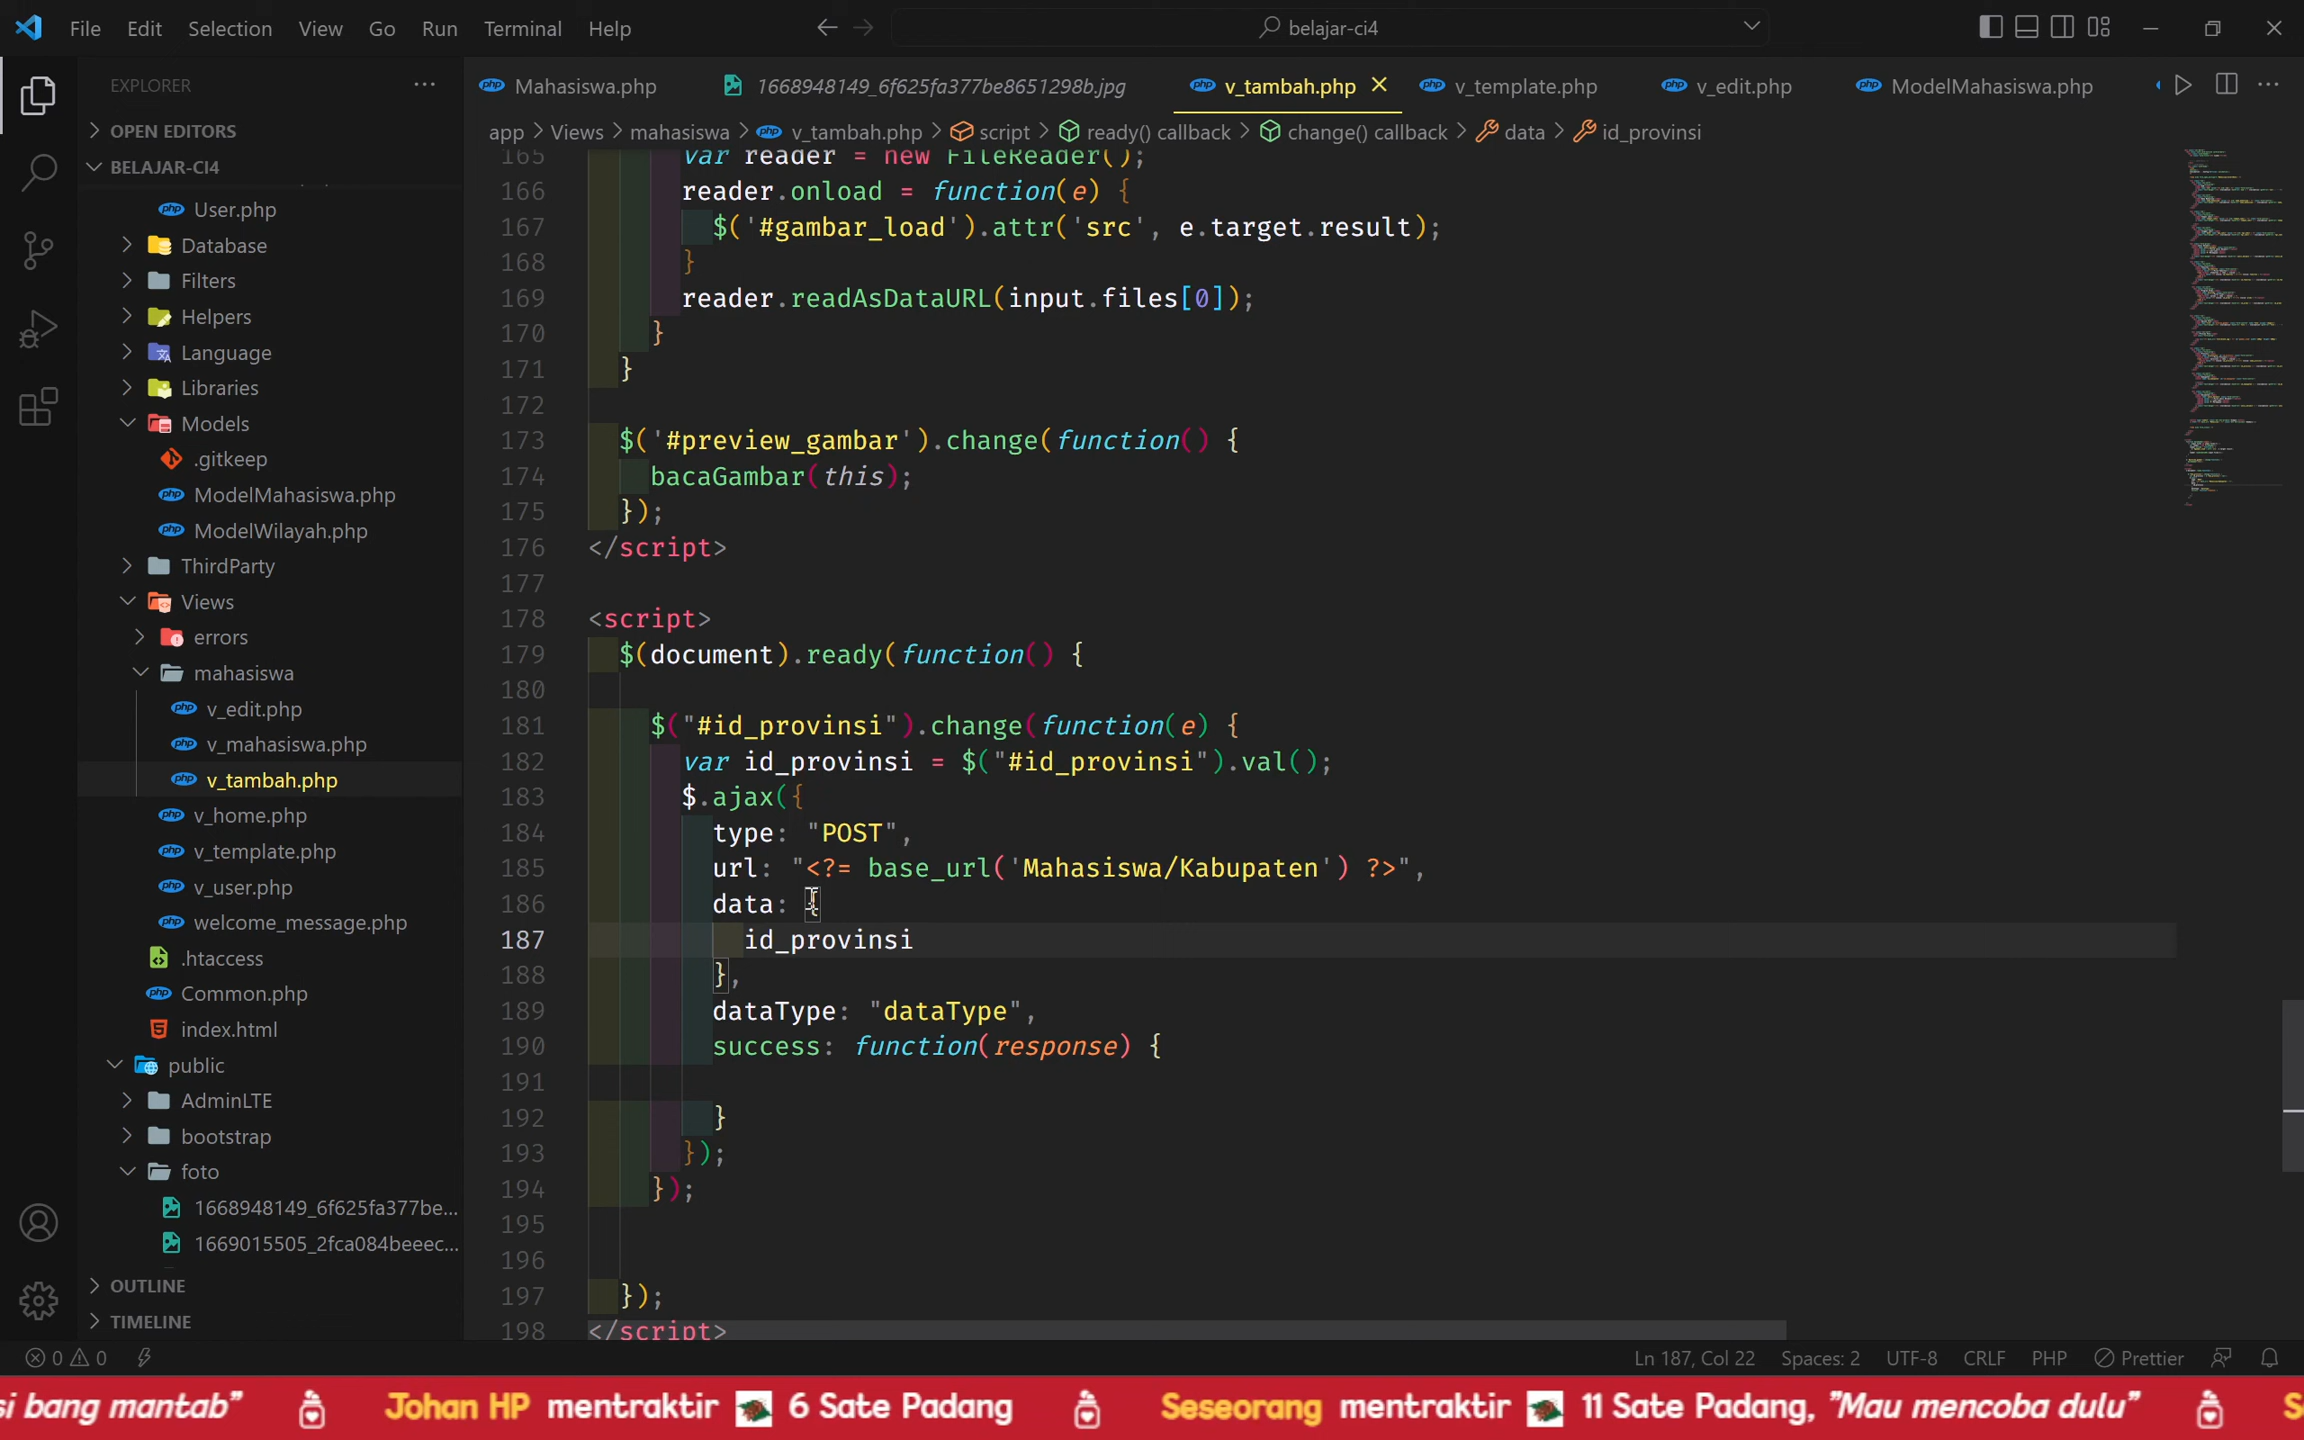 File Edit Selection View Go Run Terminal Help
belajar-ci4
EXPLORER
OPEN EDITORS
BELAJAR-CI4
User.php
Database
Filters
Helpers
Language
Libraries
Models
.gitkeep
ModelMahasiswa.php
ModelWilayah.php
ThirdParty
Views
errors
mahasiswa
v_edit.php
v_mahasiswa.php
v_tambah.php
v_home.php
v_template.php
v_user.php
welcome_message.php
.htaccess
Common.php
index.html
public
AdminLTE
bootstrap
foto
1668948149_6f625fa377be...
1669015505_2fca084beeec...
OUTLINE
TIMELINE
Mahasiswa.php 1668948149_6f625fa377be8651298b.jpg v_tambah.php v_template.php v_edit.php ModelMahasiswa.php
app > Views > mahasiswa > v_tambah.php > script > ready() callback > change() callback > data > id_provinsi
165 var reader = new FileReader();
166 reader.onload = function(e) {
167 $('#gambar_load').attr('src', e.target.result);
168 }
169 reader.readAsDataURL(input.files[0]);
170 }
171 }
172
173 $('#preview_gambar').change(function() {
174 bacaGambar(this);
175 });
176 </script>
177
178 <script>
179 $(document).ready(function() {
180
181 $("#id_provinsi").change(function(e) {
182 var id_provinsi = $("#id_provinsi").val();
183 $.ajax({
184 type: "POST",
185 url: "<?= base_url('Mahasiswa/Kabupaten') ?>",
186 data: {
187 id_provinsi
188 },
189 dataType: "dataType",
190 success: function(response) {
191
192 }
193 });
194 });
195
196
197 });
198 </script>
0 0
Ln 187, Col 22 Spaces: 2 UTF-8 CRLF PHP Prettier
si bang mantab" Johan HP mentraktir 6 Sate Padang Seseorang mentraktir 11 Sate Padang, "Mau mencoba dulu" S